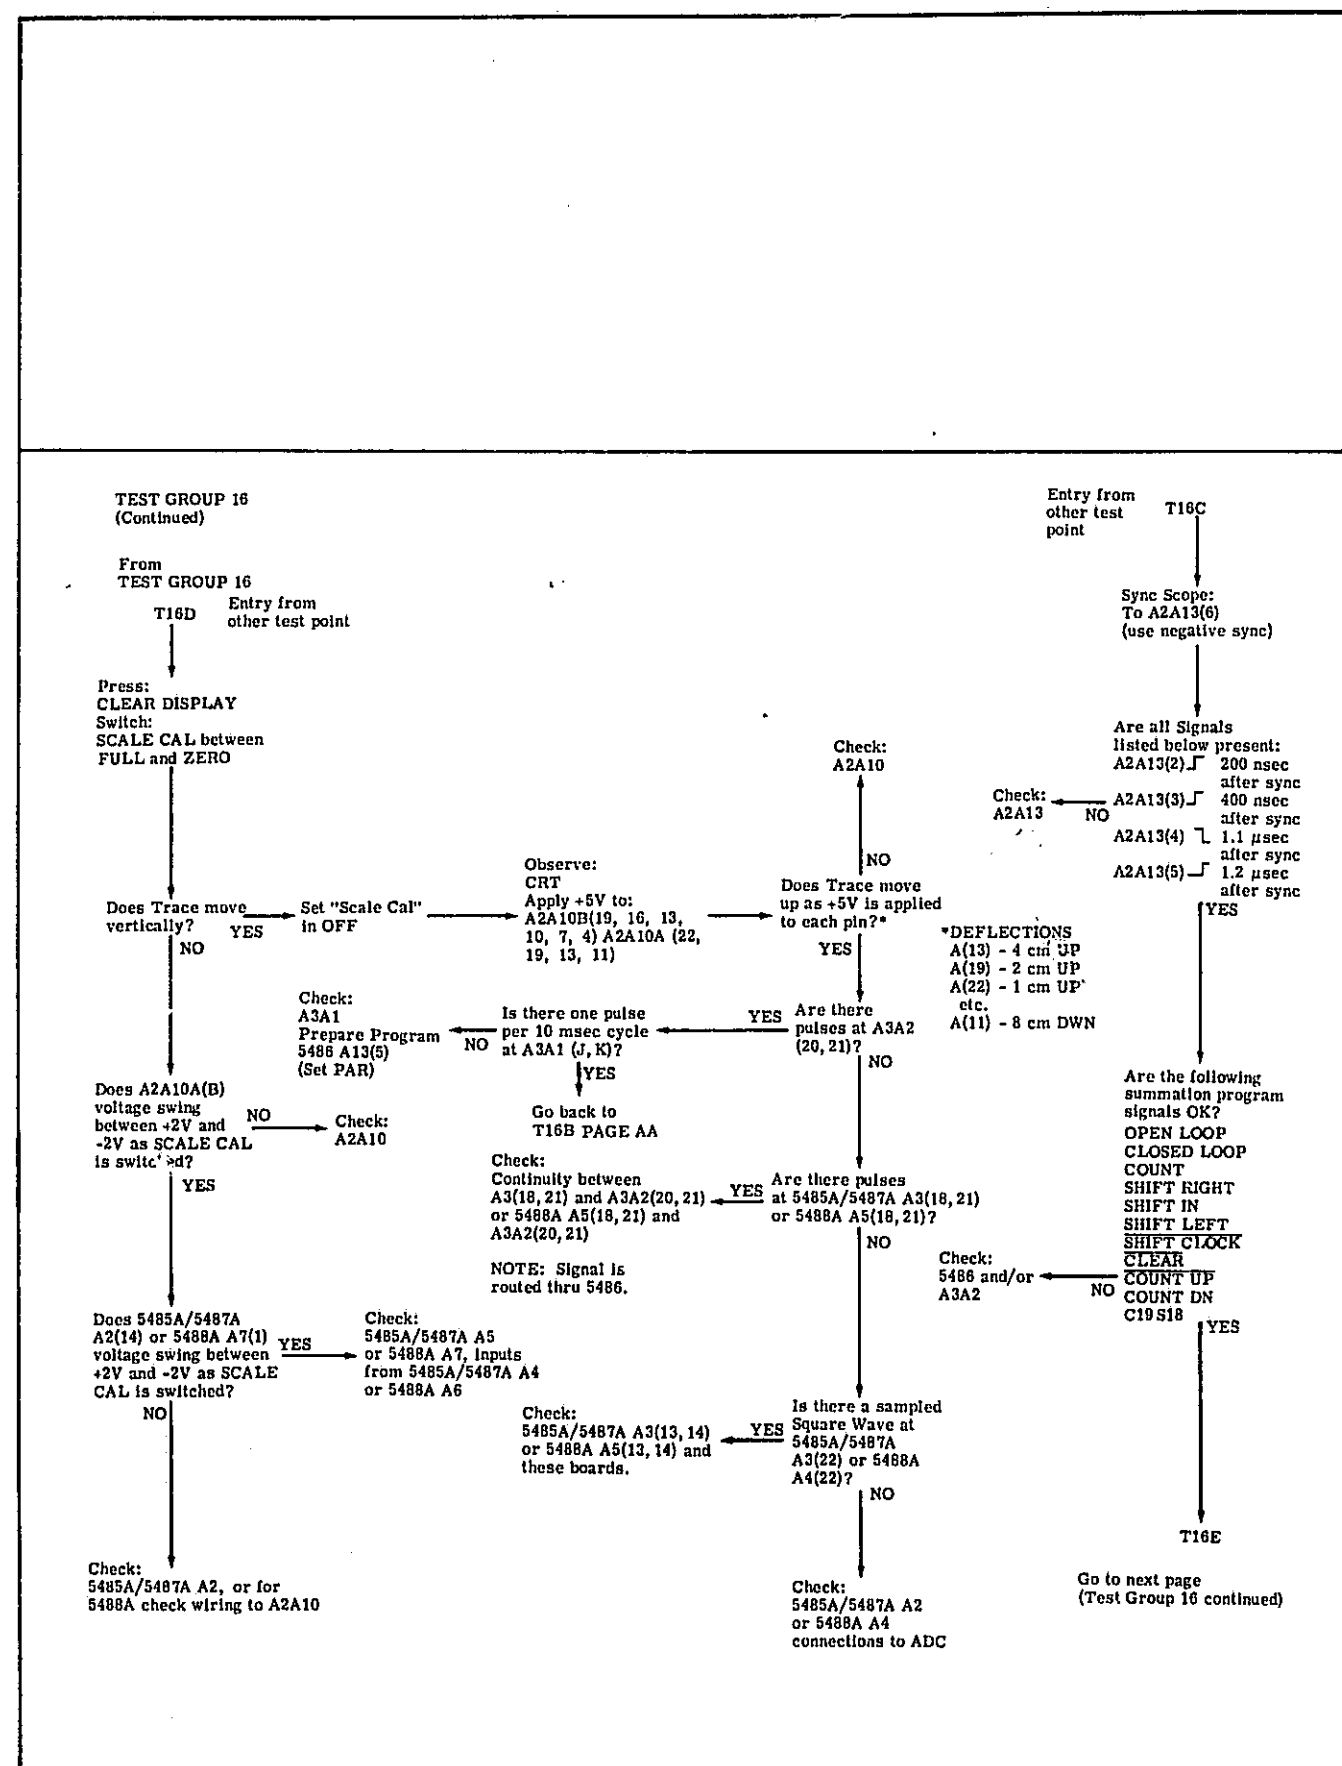 TEST GROUP 16
(Continued)
From
TEST GROUP 16
T16D
Entry from
other test point
Press:
CLEAR DISPLAY
Switch:
SCALE CAL between
FULL and ZERO
Does Trace move
vertically?
YES
NO
Set "Scale Cal"
in OFF
Observe:
CRT
Apply +5V to:
A2A10B(19, 16, 13,
10, 7, 4) A2A10A (22,
19, 13, 11)
Check:
A2A10
NO
Does Trace move
up as +5V is applied
to each pin?*
YES
*DEFLECTIONS
A(13) - 4 cm UP
A(19) - 2 cm UP
A(22) - 1 cm UP
etc.
A(11) - 8 cm DWN
Are there
pulses at A3A2
(20, 21)?
YES
NO
Is there one pulse
per 10 msec cycle
at A3A1 (J, K)?
NO
YES
Check:
A3A1
Prepare Program
5486 A13(5)
(Set PAR)
Go back to
T16B PAGE AA
Does A2A10A(B)
voltage swing
between +2V and
-2V as SCALE CAL
is switched?
NO
YES
Check:
A2A10
Are there pulses
at 5485A/5487A A3(18, 21)
or 5488A A5(18, 21)?
YES
NO
Check:
Continuity between
A3(18, 21) and A3A2(20, 21)
or 5488A A5(18, 21) and
A3A2(20, 21)
NOTE: Signal is
routed thru 5486.
Does 5485A/5487A
A2(14) or 5488A A7(1)
voltage swing between
+2V and -2V as SCALE
CAL is switched?
YES
NO
Check:
5485A/5487A A5
or 5488A A7, inputs
from 5485A/5487A A4
or 5488A A6
Is there a sampled
Square Wave at
5485A/5487A
A3(22) or 5488A
A4(22)?
YES
NO
Check:
5485A/5487A A3(13, 14)
or 5488A A5(13, 14) and
these boards.
Check:
5485A/5487A A2, or for
5488A check wiring to A2A10
Check:
5485A/5487A A2
or 5488A A4
connections to ADC
Entry from
other test
point
T16C
Sync Scope:
To A2A13(6)
(use negative sync)
Are all Signals
listed below present:
A2A13(2) 200 nsec
after sync
A2A13(3) 400 nsec
after sync
A2A13(4) 1.1 μsec
after sync
A2A13(5) 1.2 μsec
after sync
NO
Check:
A2A13
YES
Are the following
summation program
signals OK?
OPEN LOOP
CLOSED LOOP
COUNT
SHIFT RIGHT
SHIFT IN
SHIFT LEFT
SHIFT CLOCK
CLEAR
COUNT UP
COUNT DN
C19S18
NO
Check:
5486 and/or
A3A2
YES
T16E
Go to next page
(Test Group 16 continued)